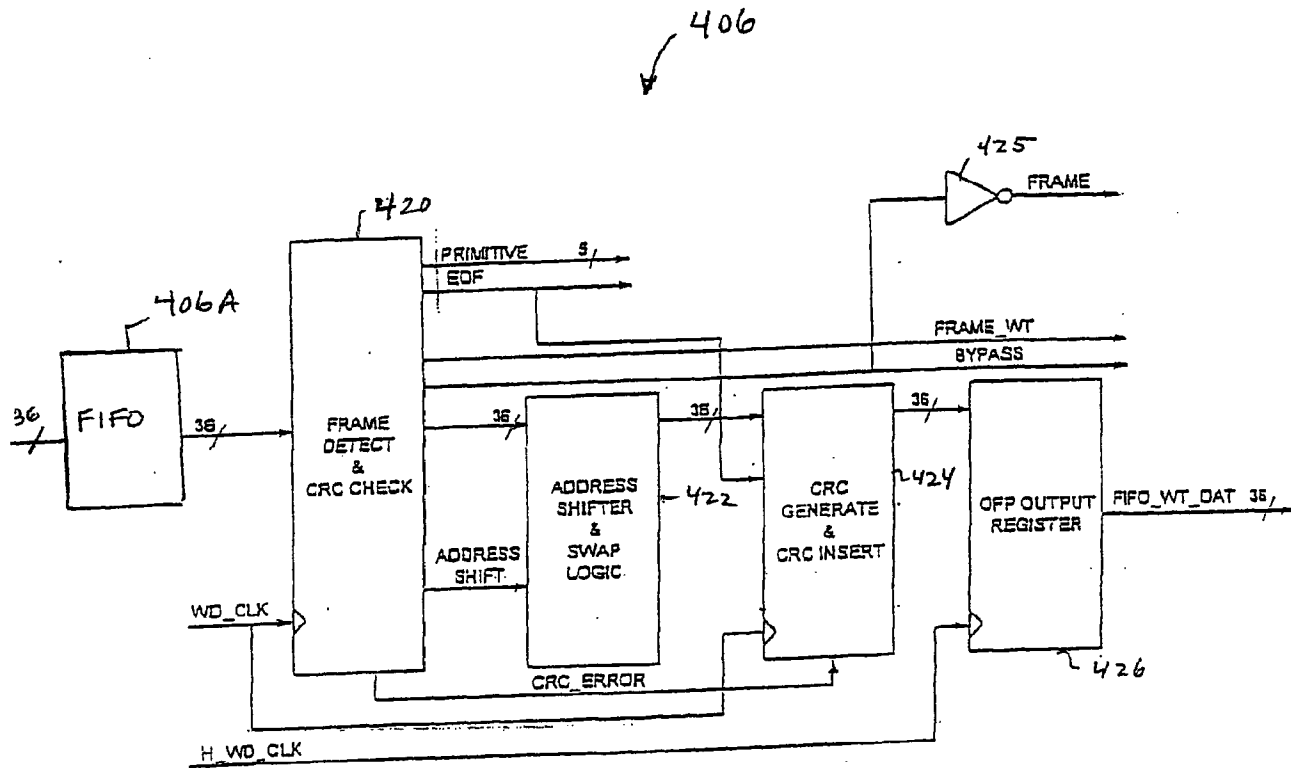 406
425
FRAME
420
PRIMITIVE 5
EOF
406A
FRAME_WT
BYPASS
36
FIFO
36
FRAME
DETECT
&
CRC CHECK
36
ADDRESS
SHIFTER
&
SWAP
LOGIC
422
36
CRC
GENERATE
&
CRC INSERT
424
36
OFP OUTPUT
REGISTER
FIFO_WT_DAT 36
ADDRESS
SHIFT
WD_CLK
CRC_ERROR
426
H_WD_CLK